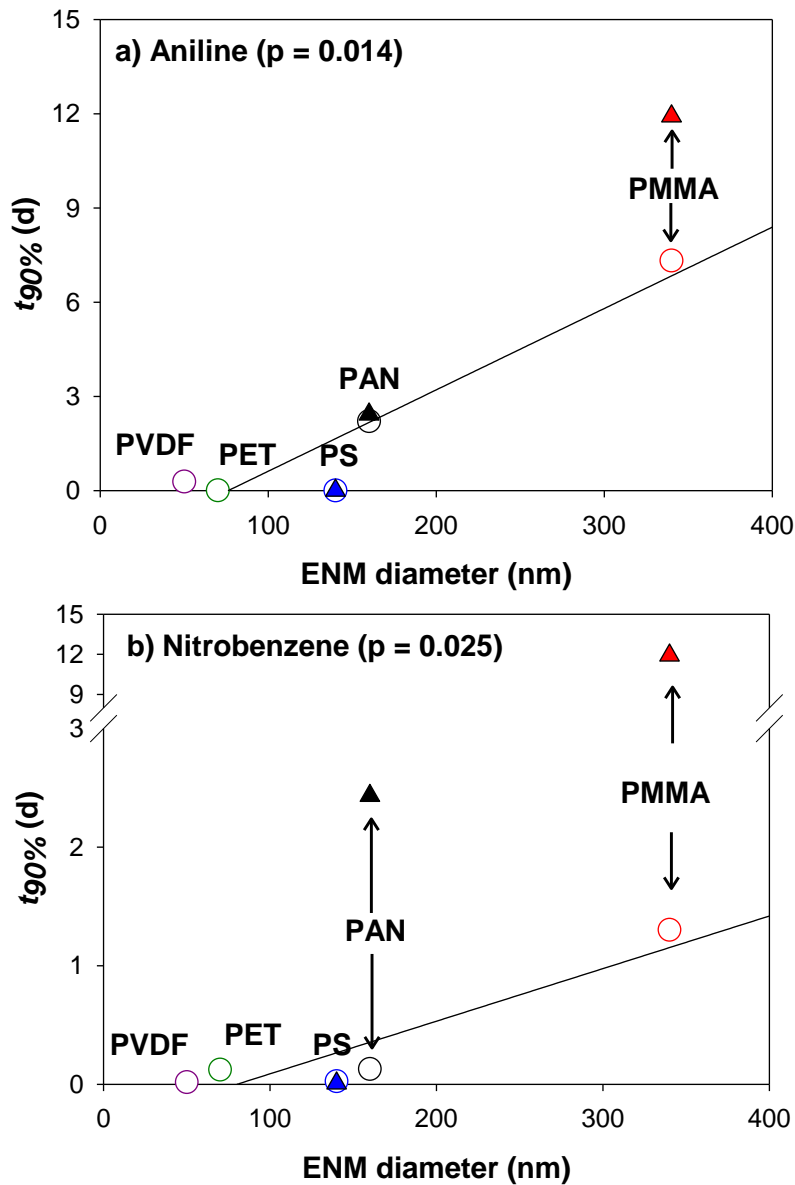 a) Aniline (p = 0.014)
15
12
9
6
3
0
t90% (d)
PMMA
PAN
PVDF
PET
PS
0 100 200 300 400
ENM diameter (nm)
b) Nitrobenzene (p = 0.025)
15
12
9
3
2
1
0
t90% (d)
PMMA
PAN
PVDF
PET
PS
0 100 200 300 400
ENM diameter (nm)